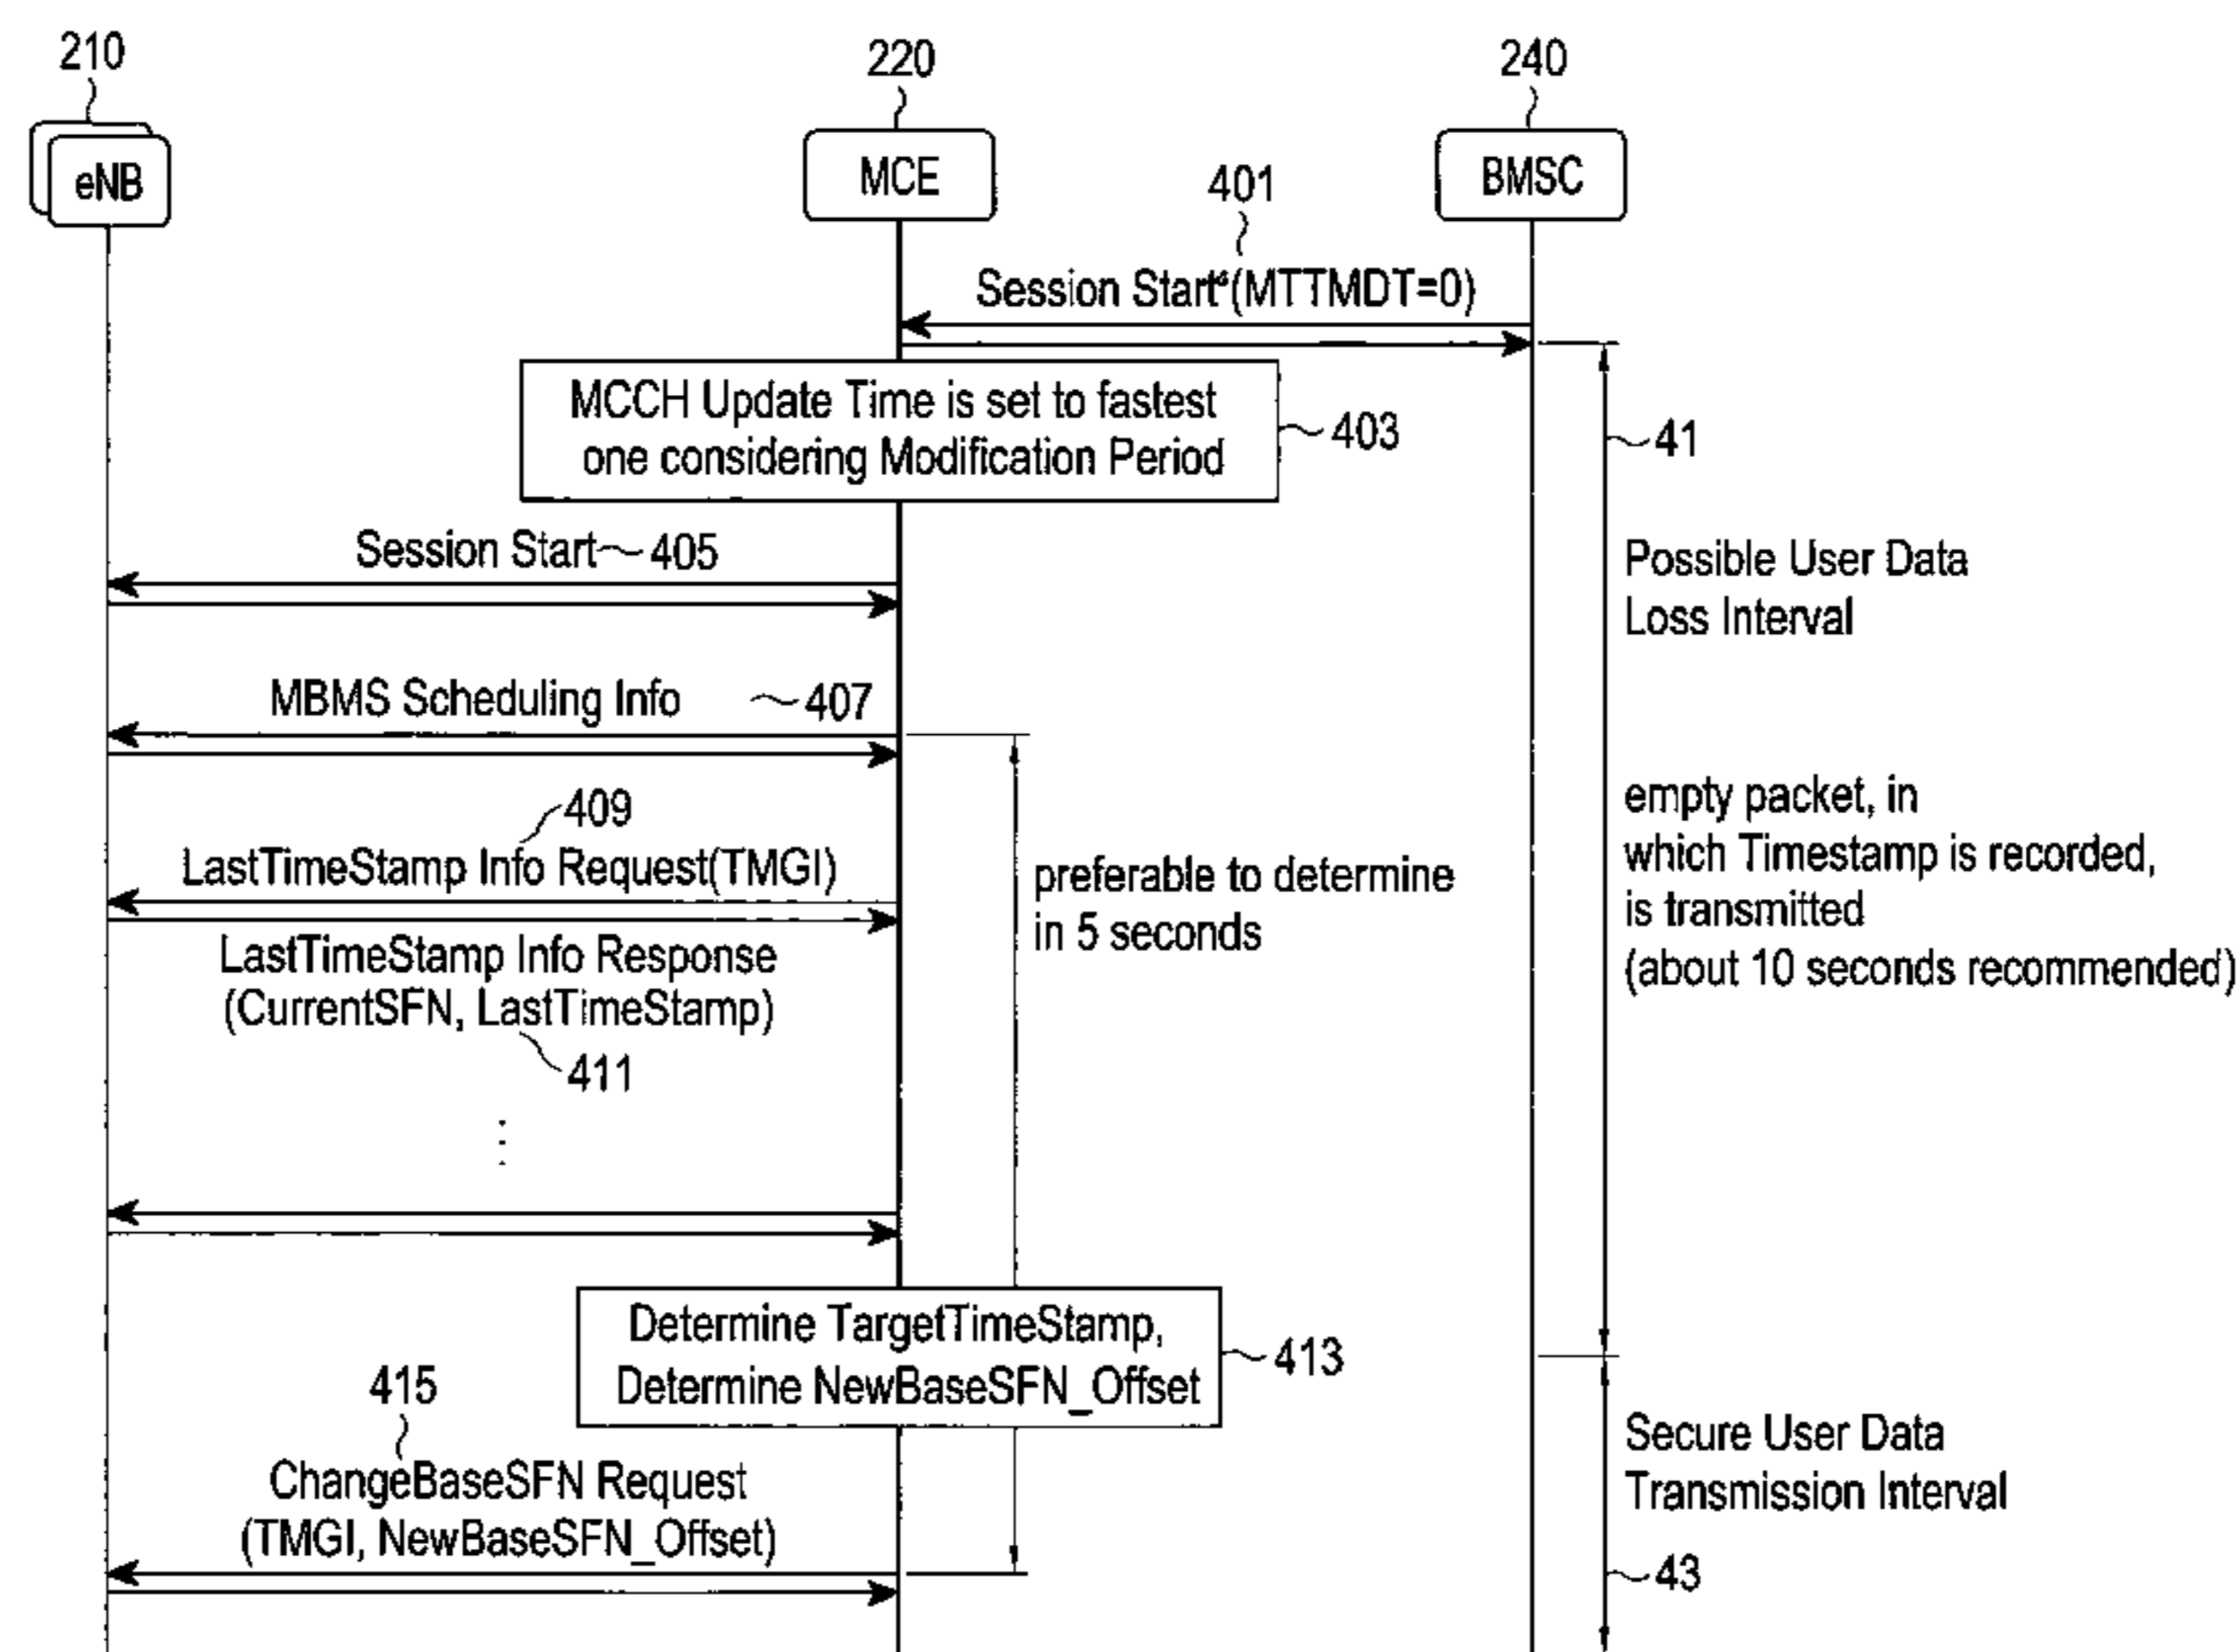 210
220
240
eNB
MCE
BMSC
401
Session Start*(MTTMDT=0)
MCCH Update Time is set to fastest
one considering Modification Period
403
41
Session Start
405
Possible User Data
Loss Interval
MBMS Scheduling Info
407
409
LastTimeStamp Info Request(TMGI)
preferable to determine
in 5 seconds
empty packet, in
which Timestamp is recorded,
is transmitted
(about 10 seconds recommended)
LastTimeStamp Info Response
(CurrentSFN, LastTimeStamp)
411
Determine TargetTimeStamp,
Determine NewBaseSFN_Offset
413
415
ChangeBaseSFN Request
(TMGI, NewBaseSFN_Offset)
Secure User Data
Transmission Interval
43